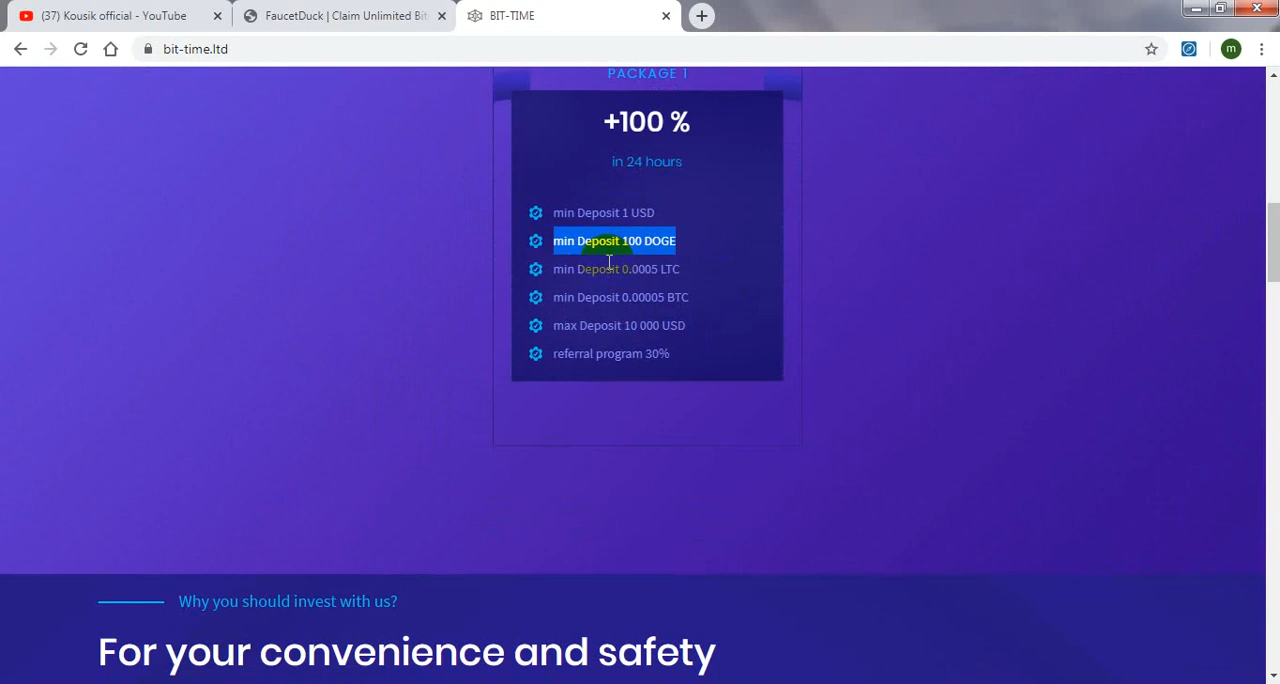 (37) Kousik official - YouTube
FaucetDuck | Claim Unlimited Bit
BIT-TIME
bit-time.ltd
m
PACKAGE 1
+100 %
in 24 hours
min Deposit 1 USD
min Deposit 100 DOGE
min Deposit 0.0005 LTC
min Deposit 0.00005 BTC
max Deposit 10 000 USD
referral program 30%
Why you should invest with us?
For your convenience and safety